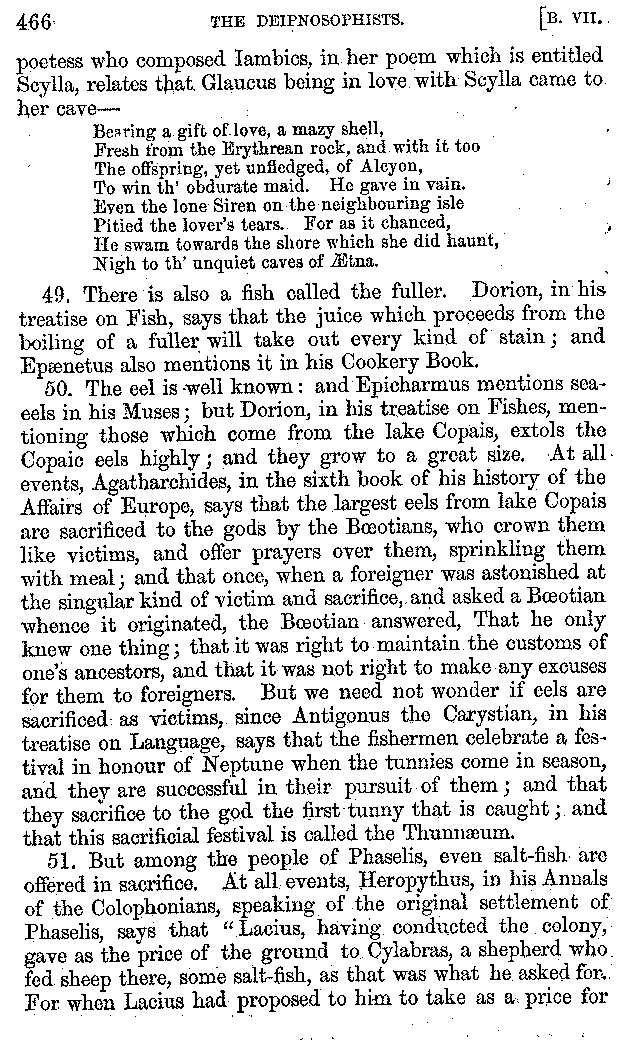 466 THE DEIPNOSOPHISTS. [B. VII.
poetess who composed Iambics, in her poem which is entitled
Scylla, relates that Glaucus being in love with Scylla came to
her cave—
Bearing a gift of love, a mazy shell,
Fresh from the Erythrean rock, and with it too
The offspring, yet unfledged, of Alcyon,
To win th' obdurate maid. He gave in vain.
Even the lone Siren on the neighbouring isle
Pitied the lover's tears. For as it chanced,
He swam towards the shore which she did haunt,
Nigh to th' unquiet caves of Ætna.
49. There is also a fish called the fuller. Dorion, in his
treatise on Fish, says that the juice which proceeds from the
boiling of a fuller will take out every kind of stain; and
Epænetus also mentions it in his Cookery Book.
50. The eel is well known: and Epicharmus mentions sea-
eels in his Muses; but Dorion, in his treatise on Fishes, men-
tioning those which come from the lake Copais, extols the
Copaic eels highly; and they grow to a great size. At all
events, Agatharchides, in the sixth book of his history of the
Affairs of Europe, says that the largest eels from lake Copais
are sacrificed to the gods by the Bœotians, who crown them
like victims, and offer prayers over them, sprinkling them
with meal; and that once, when a foreigner was astonished at
the singular kind of victim and sacrifice, and asked a Bœotian
whence it originated, the Bœotian answered, That he only
knew one thing; that it was right to maintain the customs of
one's ancestors, and that it was not right to make any excuses
for them to foreigners. But we need not wonder if eels are
sacrificed as victims, since Antigonus the Carystian, in his
treatise on Language, says that the fishermen celebrate a fes-
tival in honour of Neptune when the tunnies come in season,
and they are successful in their pursuit of them; and that
they sacrifice to the god the first tunny that is caught; and
that this sacrificial festival is called the Thunnæum.
51. But among the people of Phaselis, even salt-fish are
offered in sacrifice. At all events, Heropythus, in his Annals
of the Colophonians, speaking of the original settlement of
Phaselis, says that "Lacius, having conducted the colony,
gave as the price of the ground to Cylabras, a shepherd who
fed sheep there, some salt-fish, as that was what he asked for.
For when Lacius had proposed to him to take as a price for